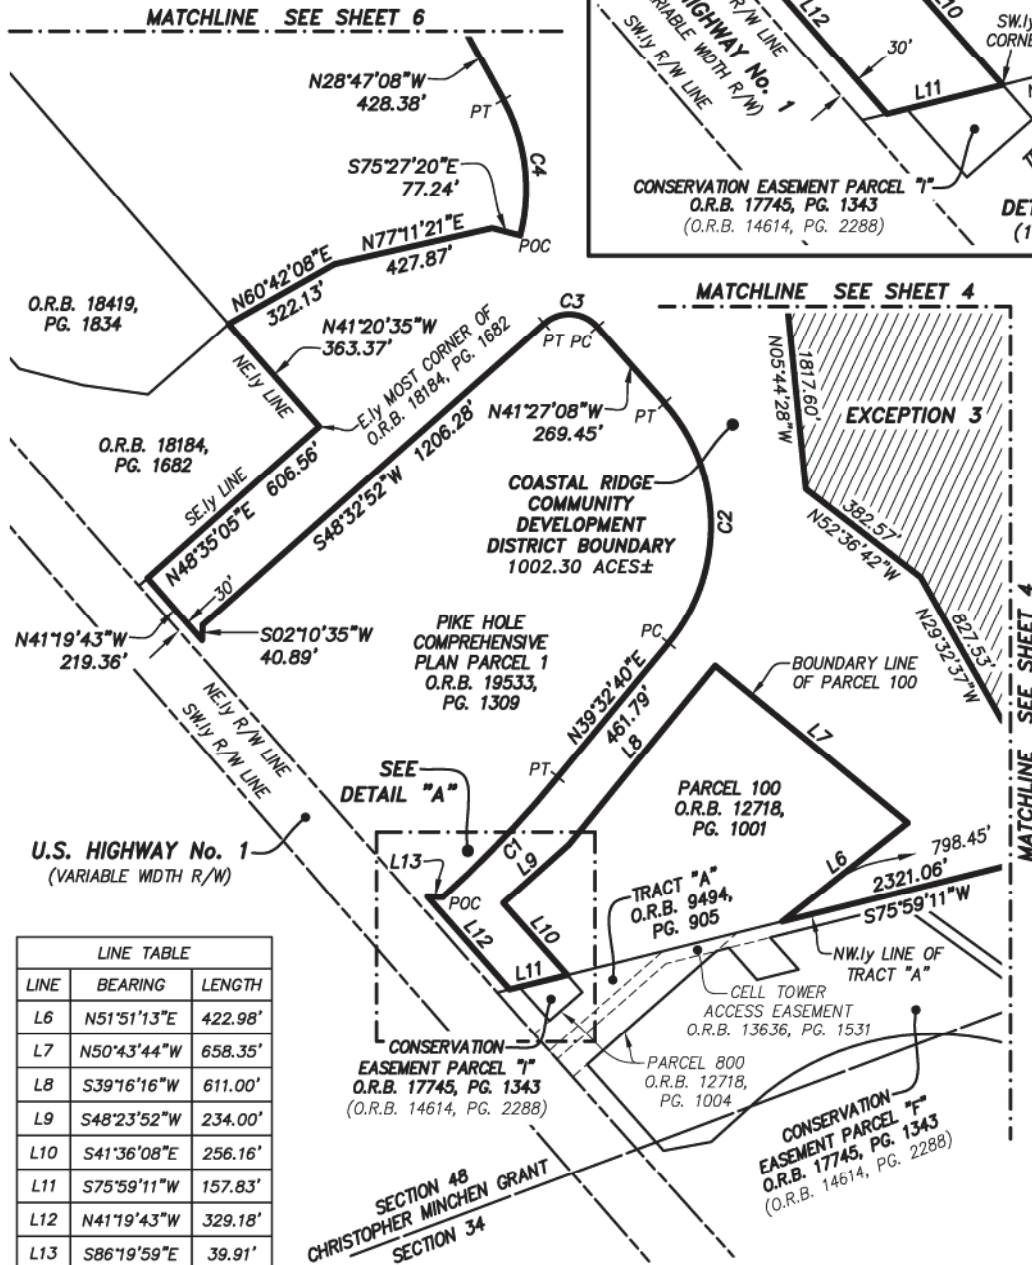 MATCHLINE SEE SHEET 6
N28°47'08"W
428.38'
PT
C4
S75°27'20"E
77.24'
POC
N77°11'21"E
427.87'
N60°42'08"E
322.13'
O.R.B. 18419,
PG. 1834
N41°20'35"W
363.37'
NE.ly LINE
E.ly MOST CORNER OF
O.R.B. 18184, PG. 1682
O.R.B. 18184,
PG. 1682
SE.ly LINE
606.56'
N48°35'05"E
S48°32'52"W 1206.28'
30'
N41°19'43"W
219.36'
S02°10'35"W
40.89'
L12
L10
R/W LINE
HIGHWAY No. 1
VARIABLE WIDTH R/W)
SW.ly R/W LINE
30'
L11
SW.ly
CORNE
CONSERVATION EASEMENT PARCEL "I"
O.R.B. 17745, PG. 1343
(O.R.B. 14614, PG. 2288)
DET
(1
MATCHLINE SEE SHEET 4
C3
PT PC
N41°27'08"W
269.45'
PT
C2
COASTAL RIDGE
COMMUNITY
DEVELOPMENT
DISTRICT BOUNDARY
1002.30 ACES±
1817.60'
N05°44'28"W
EXCEPTION 3
382.57'
N52°36'42"W
827.53'
N29°32'37"W
MATCHLINE SEE SHEET 4
PIKE HOLE
COMPREHENSIVE
PLAN PARCEL 1
O.R.B. 19533,
PG. 1309
PC
N39°32'40"E
461.79'
L8
PT
BOUNDARY LINE
OF PARCEL 100
L7
PARCEL 100
O.R.B. 12718,
PG. 1001
L6
798.45'
2321.06'
S75°59'11"W
NE.ly R/W LINE
SW.ly R/W LINE
U.S. HIGHWAY No. 1
(VARIABLE WIDTH R/W)
SEE
DETAIL "A"
L13
POC
C1
L9
L12
L10
L11
TRACT "A"
O.R.B. 9494,
PG. 905
NW.ly LINE OF
TRACT "A"
CELL TOWER
ACCESS EASEMENT
O.R.B. 13636, PG. 1531
CONSERVATION
EASEMENT PARCEL "I"
O.R.B. 17745, PG. 1343
(O.R.B. 14614, PG. 2288)
PARCEL 800
O.R.B. 12718,
PG. 1004
CONSERVATION
EASEMENT PARCEL "F"
O.R.B. 17745, PG. 1343
(O.R.B. 14614, PG. 2288)
SECTION 48
CHRISTOPHER MINCHEN GRANT
SECTION 34
LINE TABLE
LINE BEARING LENGTH
L6 N51°51'13"E 422.98'
L7 N50°43'44"W 658.35'
L8 S39°16'16"W 611.00'
L9 S48°23'52"W 234.00'
L10 S41°36'08"E 256.16'
L11 S75°59'11"W 157.83'
L12 N41°19'43"W 329.18'
L13 S86°19'59"E 39.91'